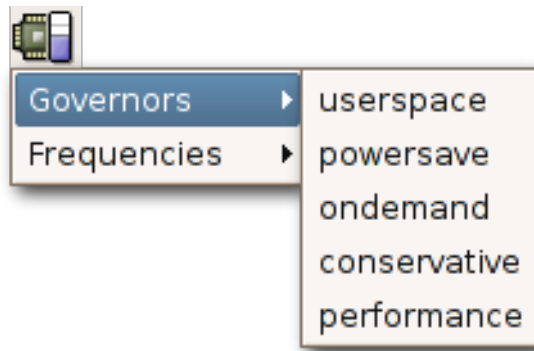 Governors
Frequencies
userspace
powersave
ondemand
conservative
performance